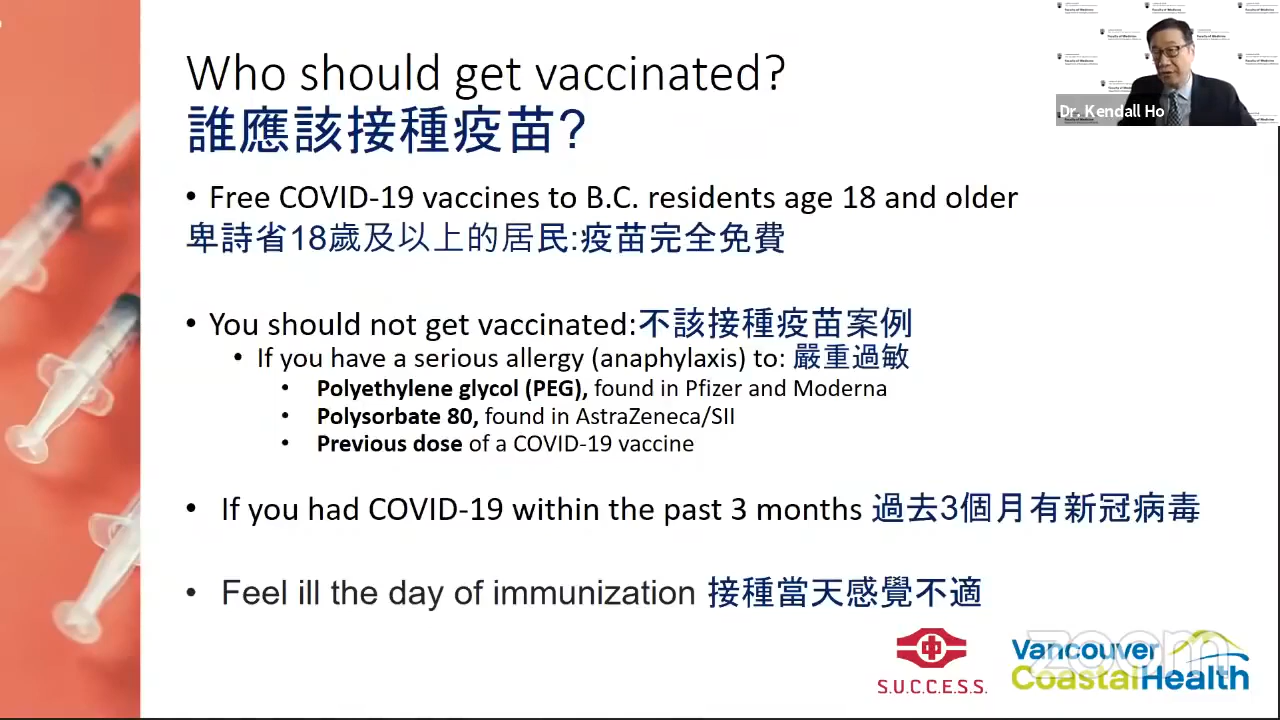 Who should get vaccinated?
誰應該接種疫苗?
• Free COVID-19 vaccines to B.C. residents age 18 and older
卑詩省18歲及以上的居民:疫苗完全免費
• You should not get vaccinated:不該接種疫苗案例
• If you have a serious allergy (anaphylaxis) to: 嚴重過敏
• Polyethylene glycol (PEG), found in Pfizer and Moderna
• Polysorbate 80, found in AstraZeneca/SII
• Previous dose of a COVID-19 vaccine
• If you had COVID-19 within the past 3 months 過去3個月有新冠病毒
• Feel ill the day of immunization 接種當天感覺不適
Dr. Kendall Ho
Faculty of Medicine
S.U.C.C.E.S.S.
Vancouver
CoastalHealth
zoom